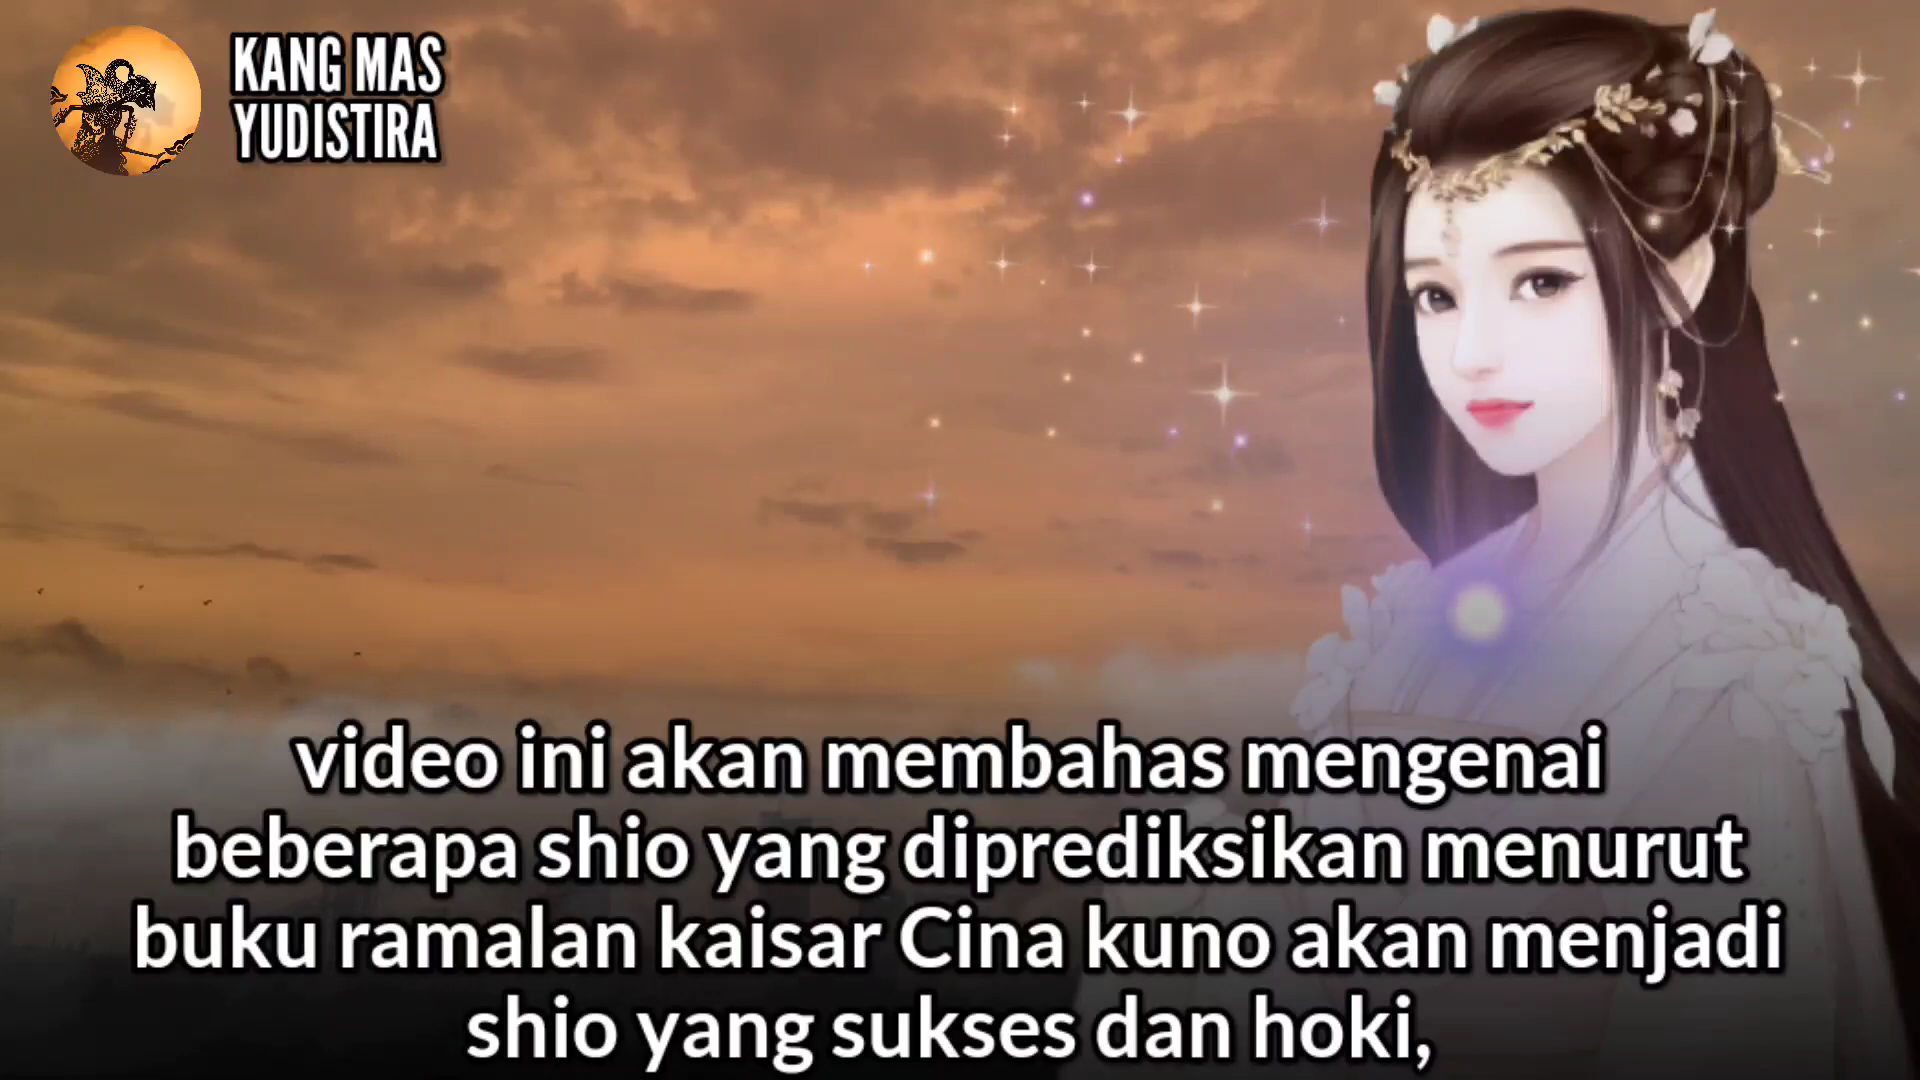 KANG MAS
YUDISTIRA
video ini akan membahas mengenai
beberapa shio yang diprediksikan menurut
buku ramalan kaisar Cina kuno akan menjadi
shio yang sukses dan hoki,